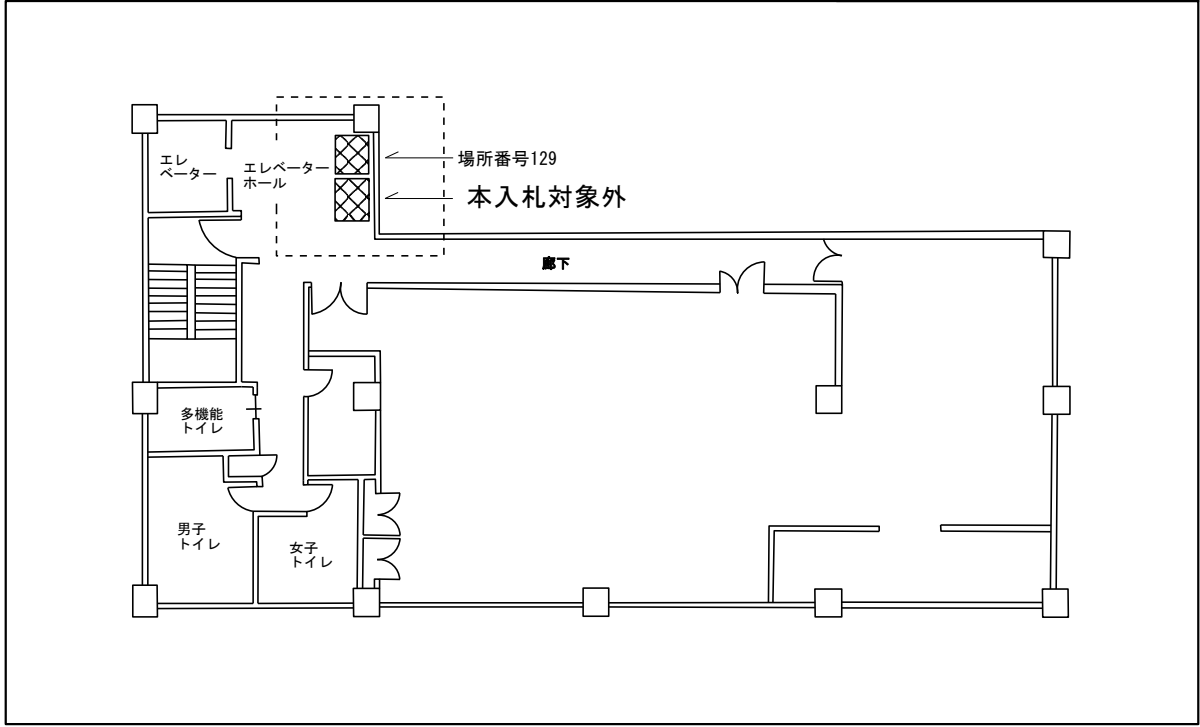 場所番号129
エレ
ベーター
エレベーター
ホール
本入札対象外
廊下
多機能
トイレ
男子
トイレ
女子
トイレ